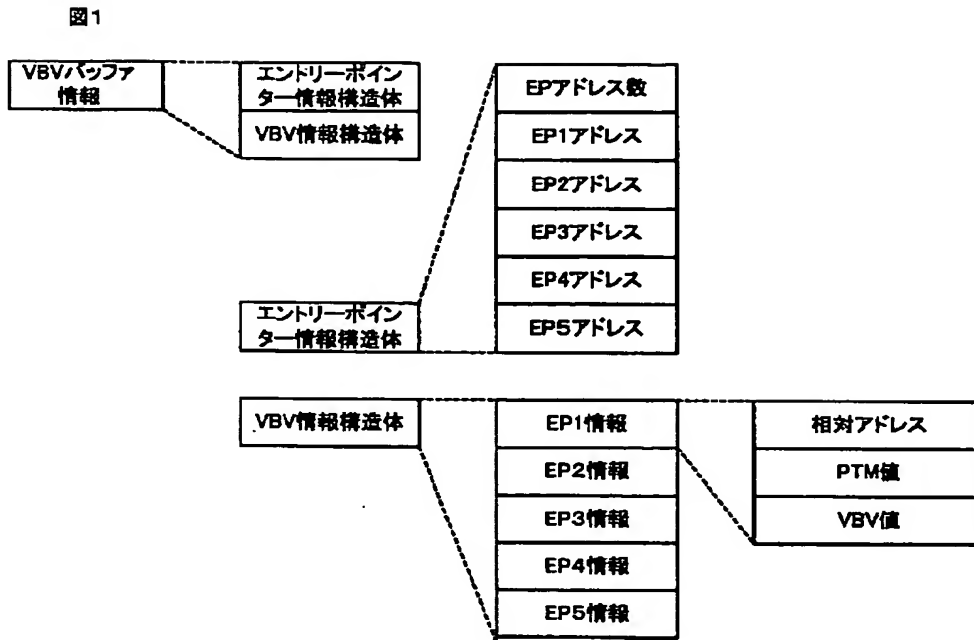 図1
VBVバッファ
情報
エントリーポイン
ター情報構造体
VBV情報構造体
EPアドレス数
EP1アドレス
EP2アドレス
EP3アドレス
EP4アドレス
EP5アドレス
エントリーポイン
ター情報構造体
VBV情報構造体
EP1情報
EP2情報
EP3情報
EP4情報
EP5情報
相対アドレス
PTM値
VBV値